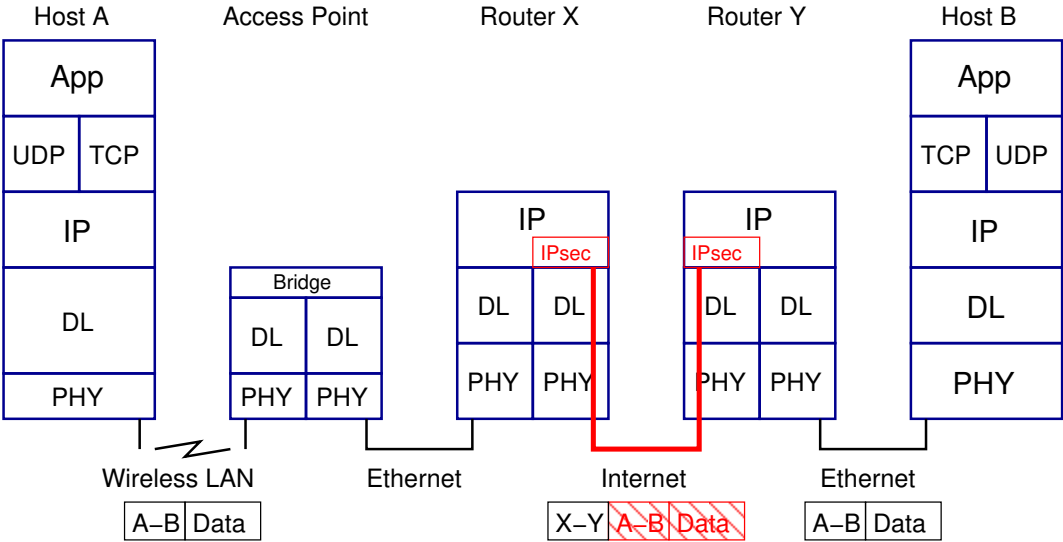 Host A Access Point Router X Router Y Host B
App App
UDP TCP TCP UDP
IP IP IP IP
IPsec IPsec
Bridge
DL DL DL DL DL DL DL DL
PHY PHY PHY PHY PHY PHY PHY PHY
Wireless LAN Ethernet Internet Ethernet
A–B Data X–Y A–B Data A–B Data